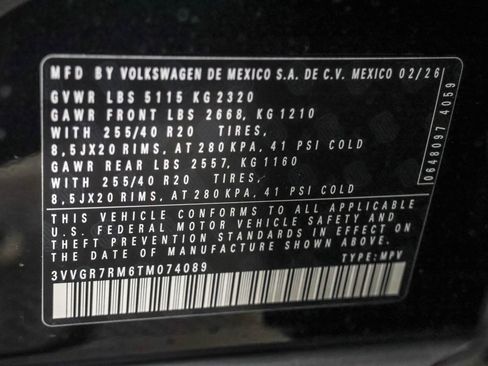 MFD BY VOLKSWAGEN DE MEXICO S.A. DE C.V. MEXICO 02/26
GVWR LBS 5115 KG 2320
GAWR FRONT LBS 2668, KG 1210
WITH 255/40 R20 TIRES,
8,5JX20 RIMS, AT 280 KPA, 41 PSI COLD
GAWR REAR LBS 2557, KG 1160
WITH 255/40 R20 TIRES,
8,5JX20 RIMS, AT 280 KPA, 41 PSI COLD
THIS VEHICLE CONFORMS TO ALL APPLICABLE
U.S. FEDERAL MOTOR VEHICLE SAFETY AND
THEFT PREVENTION STANDARDS IN EFFECT ON
THE DATE OF MANUFACTURE SHOWN ABOVE.
3VVGR7RM6TM074089 TYPE: MPV
0648097 4059